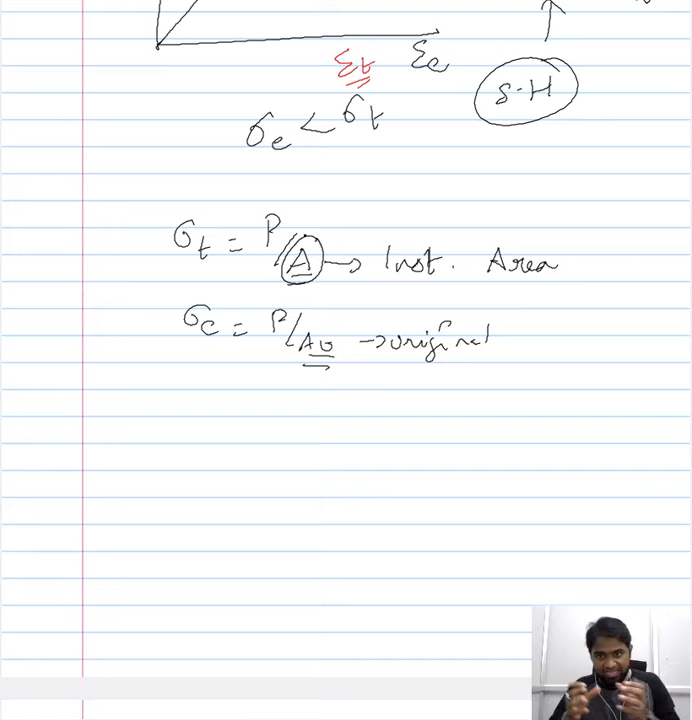 εt εe
S-H
σe < σt
σt = P/A → Inst. Area
σe = P/A0 → original